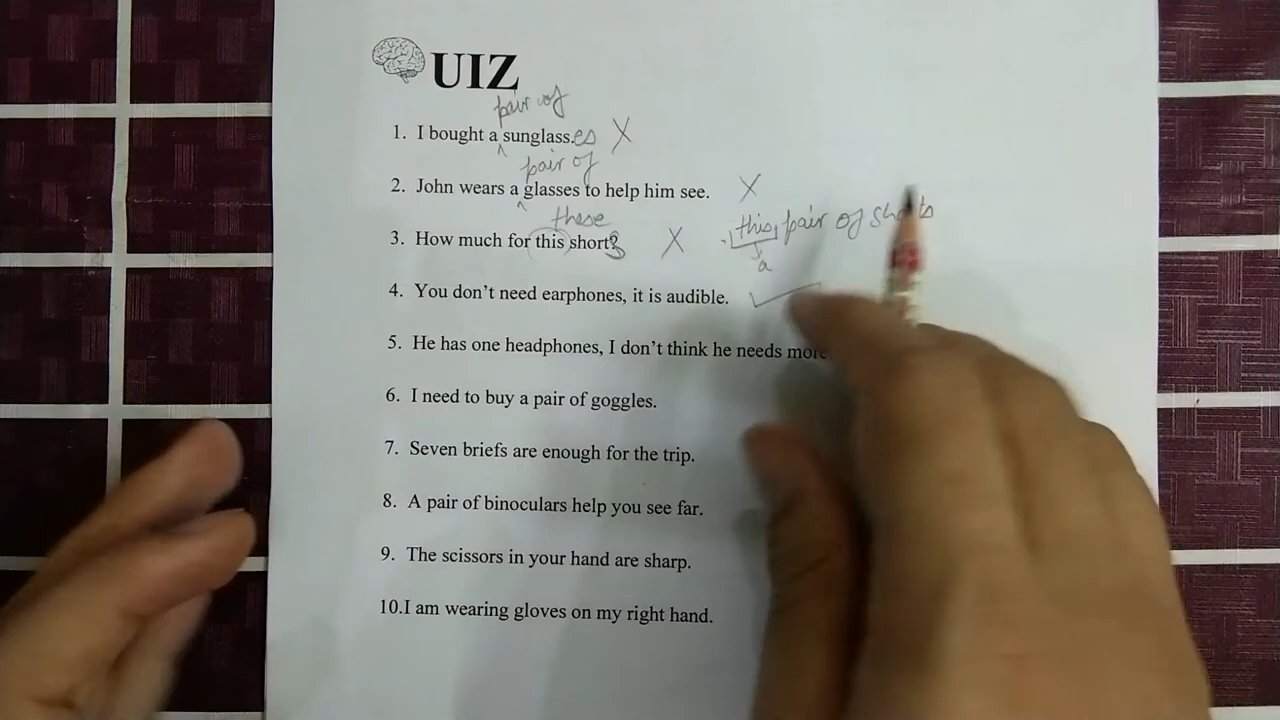 UIZ
pair of
1. I bought a sunglass.es X
pair of
2. John wears a glasses to help him see. X
these
3. How much for this short? s X this pair of shorts
a
4. You don't need earphones, it is audible.
5. He has one headphones, I don't think he needs more
6. I need to buy a pair of goggles.
7. Seven briefs are enough for the trip.
8. A pair of binoculars help you see far.
9. The scissors in your hand are sharp.
10.I am wearing gloves on my right hand.